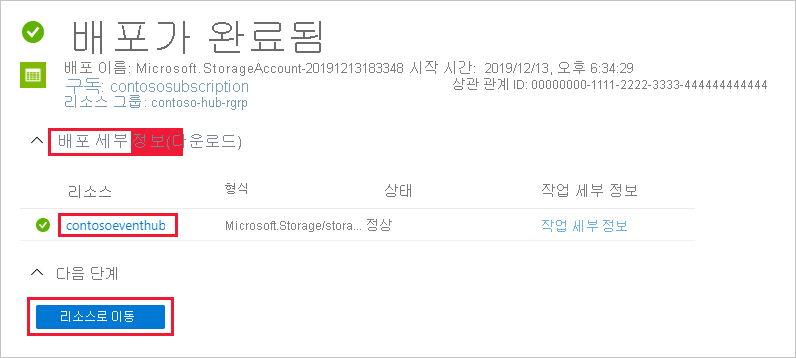 배포가 완료됨
배포 이름: Microsoft.StorageAccount-20191213183348 시작 시간: 2019/12/13, 오후 6:34:29
구독: contososubscription 상관 관계 ID: 00000000-1111-2222-3333-444444444444
리소스 그룹: contoso-hub-rgrp
배포 세부 정보(다운로드)
리소스 형식 상태 작업 세부 정보
contosoeventhub Microsoft.Storage/stora... 정상 작업 세부 정보
다음 단계
리소스로 이동